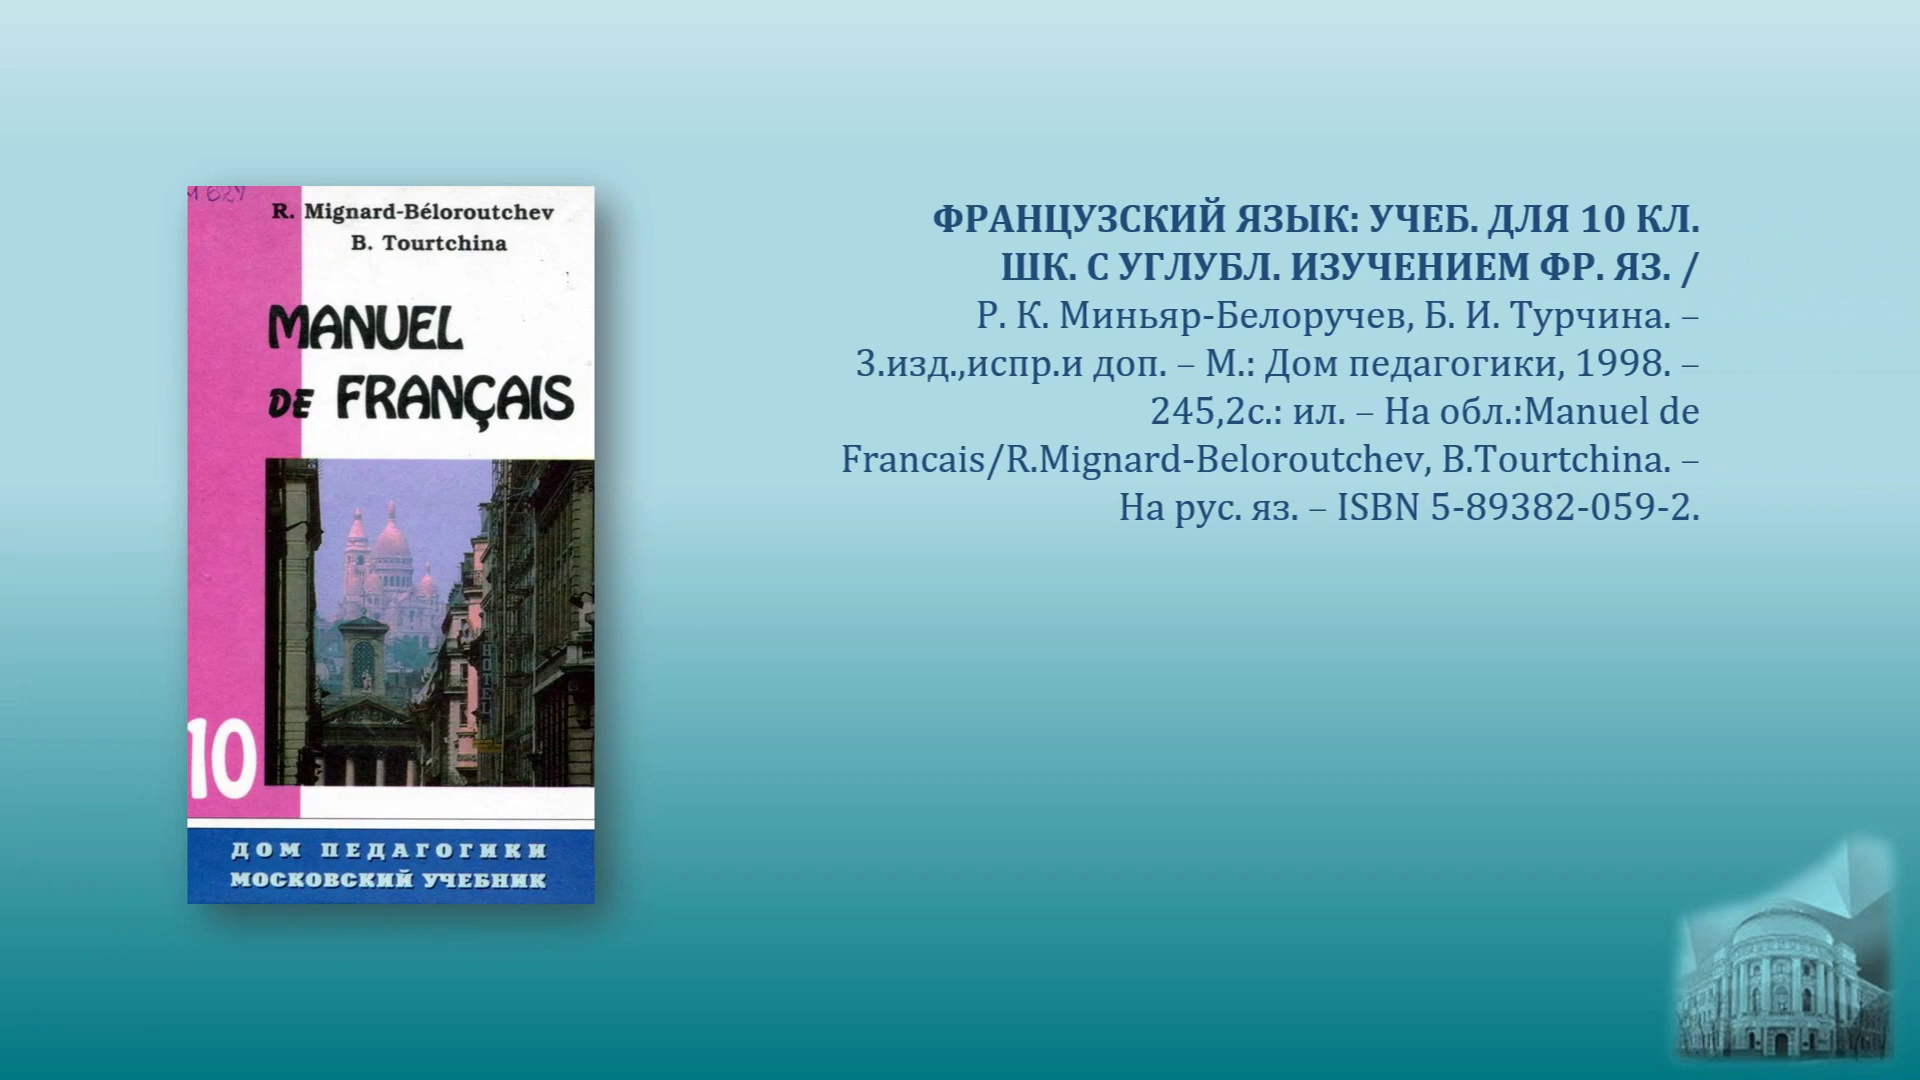 R. Mignard-Béloroutchev
B. Tourtchina
MANUEL
DE FRANÇAIS
HOTEL
10
ДОМ ПЕДАГОГИКИ
МОСКОВСКИЙ УЧЕБНИК
ФРАНЦУЗСКИЙ ЯЗЫК: УЧЕБ. ДЛЯ 10 КЛ.
ШК. С УГЛУБЛ. ИЗУЧЕНИЕМ ФР. ЯЗ. /
Р. К. Миньяр-Белоручев, Б. И. Турчина. –
3.изд.,испр.и доп. – М.: Дом педагогики, 1998. –
245,2с.: ил. – На обл.:Manuel de
Francais/R.Mignard-Beloroutchev, B.Tourtchina. –
На рус. яз. – ISBN 5-89382-059-2.